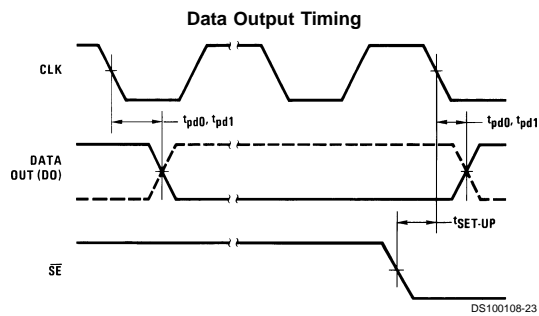 Data Output Timing
CLK
tpd0, tpd1
tpd0, tpd1
DATA
OUT (DO)
tSET-UP
SE
DS100108-23